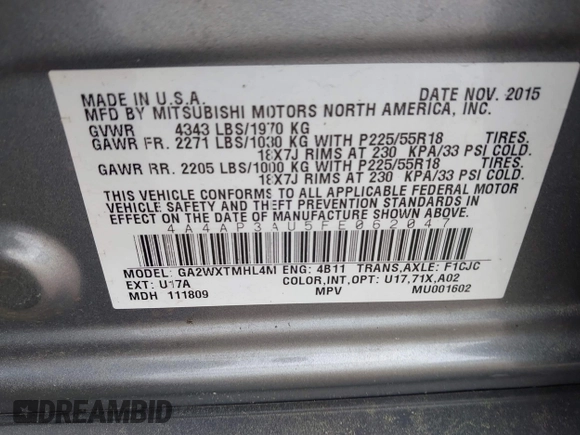 MADE IN U.S.A. DATE NOV. 2015
MFD BY MITSUBISHI MOTORS NORTH AMERICA, INC.
GVWR 4343 LBS/1970 KG
GAWR FR. 2271 LBS/1030 KG WITH P225/55R18 TIRES.
18X7J RIMS AT 230 KPA/33 PSI COLD.
GAWR RR. 2205 LBS/1000 KG WITH P225/55R18 TIRES.
18X7J RIMS AT 230 KPA/33 PSI COLD.
THIS VEHICLE CONFORMS TO ALL APPLICABLE FEDERAL MOTOR
VEHICLE SAFETY AND THEFT PREVENTION STANDARDS IN
EFFECT ON THE DATE OF MANUFACTURE SHOWN ABOVE.
4A4AP3AU5FE062047
MODEL: GA2WXTMHL4M ENG: 4B11 TRANS,AXLE: F1CJC
EXT: U17A COLOR,INT,OPT: U17,71X,A02
MDH 111809 MPV MU001602
DREAMBID